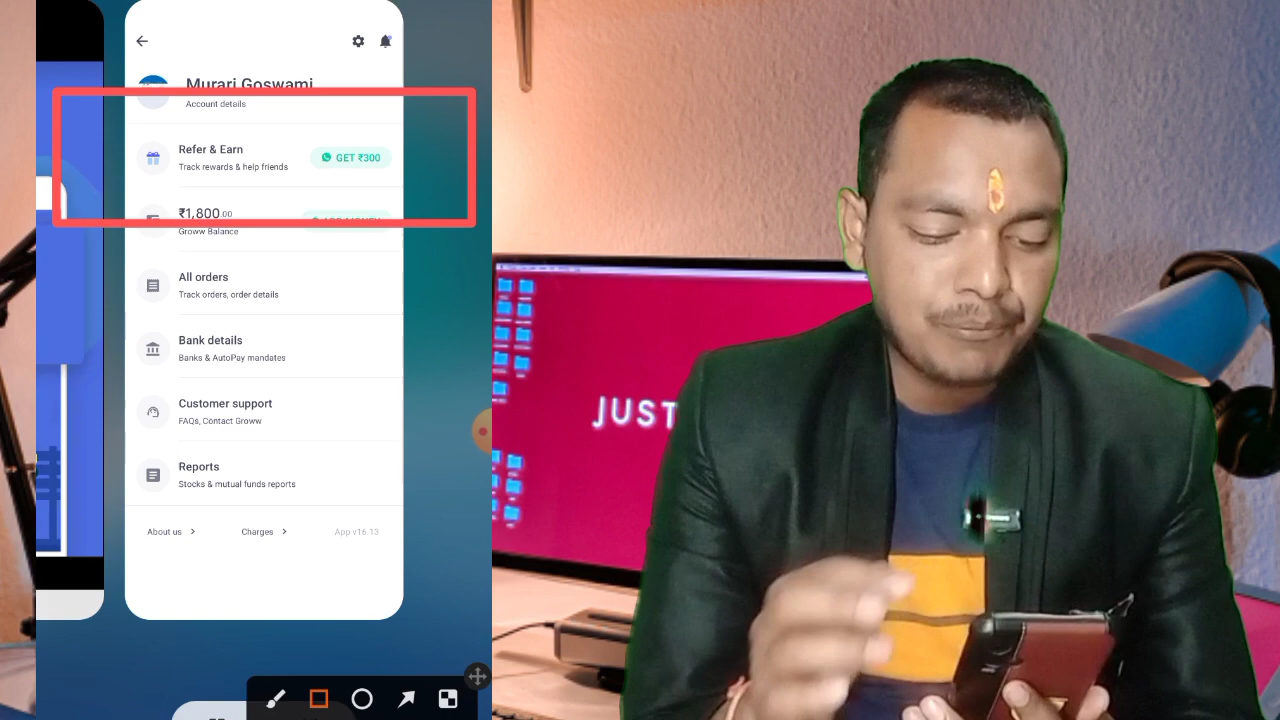 Murari Goswami
Account details
Refer & Earn
Track rewards & help friends
GET ₹300
₹1,800.00
Groww Balance
All orders
Track orders, order details
Bank details
Banks & AutoPay mandates
Customer support
FAQs, Contact Groww
Reports
Stocks & mutual funds reports
About us
Charges
App v16.13
JUST